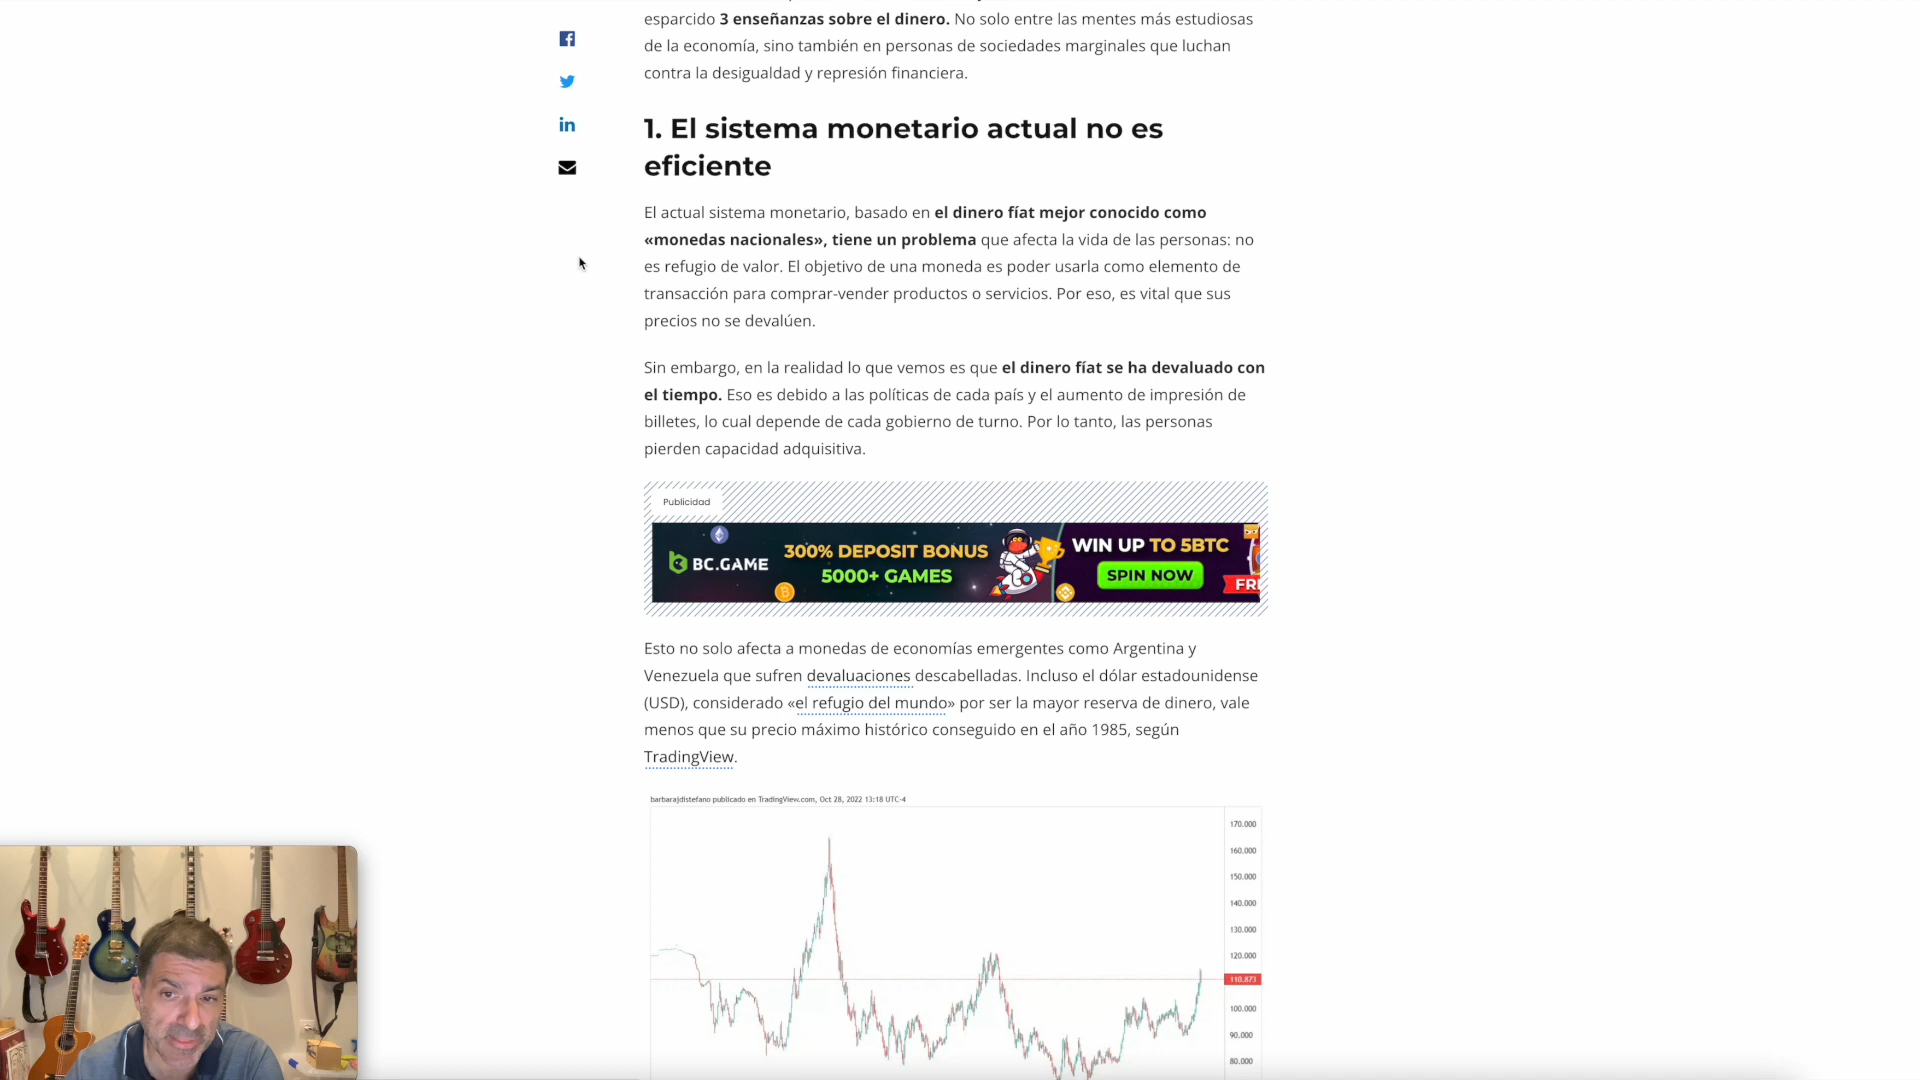 esparcido 3 enseñanzas sobre el dinero. No solo entre las mentes más estudiosas
de la economía, sino también en personas de sociedades marginales que luchan
contra la desigualdad y represión financiera.
in
1. El sistema monetario actual no es
eficiente
El actual sistema monetario, basado en el dinero fíat mejor conocido como
«monedas nacionales», tiene un problema que afecta la vida de las personas: no
es refugio de valor. El objetivo de una moneda es poder usarla como elemento de
transacción para comprar-vender productos o servicios. Por eso, es vital que sus
precios no se devalúen.
Sin embargo, en la realidad lo que vemos es que el dinero fíat se ha devaluado con
el tiempo. Eso es debido a las políticas de cada país y el aumento de impresión de
billetes, lo cual depende de cada gobierno de turno. Por lo tanto, las personas
pierden capacidad adquisitiva.
Publicidad
BC.GAME
300% DEPOSIT BONUS
5000+ GAMES
WIN UP TO 5BTC
SPIN NOW
Esto no solo afecta a monedas de economías emergentes como Argentina y
Venezuela que sufren devaluaciones descabelladas. Incluso el dólar estadounidense
(USD), considerado «el refugio del mundo» por ser la mayor reserva de dinero, vale
menos que su precio máximo histórico conseguido en el año 1985, según
TradingView.
barbarajdistefano publicado en TradingView.com, Oct 28, 2022 13:18 UTC-4
170.000
160.000
150.000
140.000
130.000
120.000
110.873
100.000
90.000
80.000